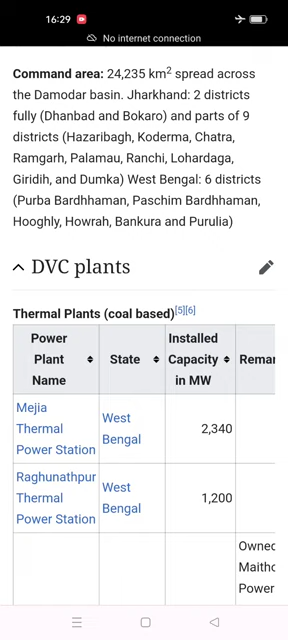 16:29
No internet connection
Command area: 24,235 km2 spread across
the Damodar basin. Jharkhand: 2 districts
fully (Dhanbad and Bokaro) and parts of 9
districts (Hazaribagh, Koderma, Chatra,
Ramgarh, Palamau, Ranchi, Lohardaga,
Giridih, and Dumka) West Bengal: 6 districts
(Purba Bardhhaman, Paschim Bardhhaman,
Hooghly, Howrah, Bankura and Purulia)
DVC plants
Thermal Plants (coal based)[5][6]
Power Plant Name State Installed Capacity in MW
Mejia Thermal Power Station West Bengal 2,340
Raghunathpur Thermal Power Station West Bengal 1,200
Power